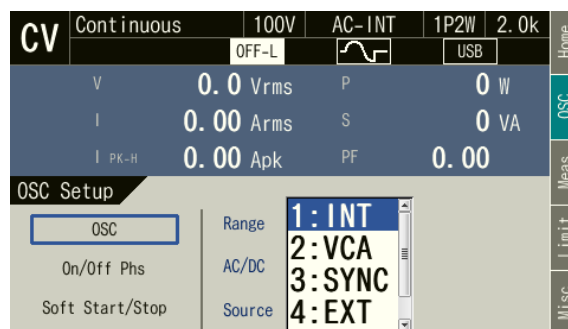 CV Continuous 100V AC-INT 1P2W 2.0k
OFF-L USB
V 0.0 Vrms P 0 W
I 0.00 Arms S 0 VA
I PK-H 0.00 Apk PF 0.00
OSC Setup
OSC
On/Off Phs
Soft Start/Stop
Range
AC/DC
Source
1:INT
2:VCA
3:SYNC
4:EXT
Home
OSC
Meas
Limit
Misc